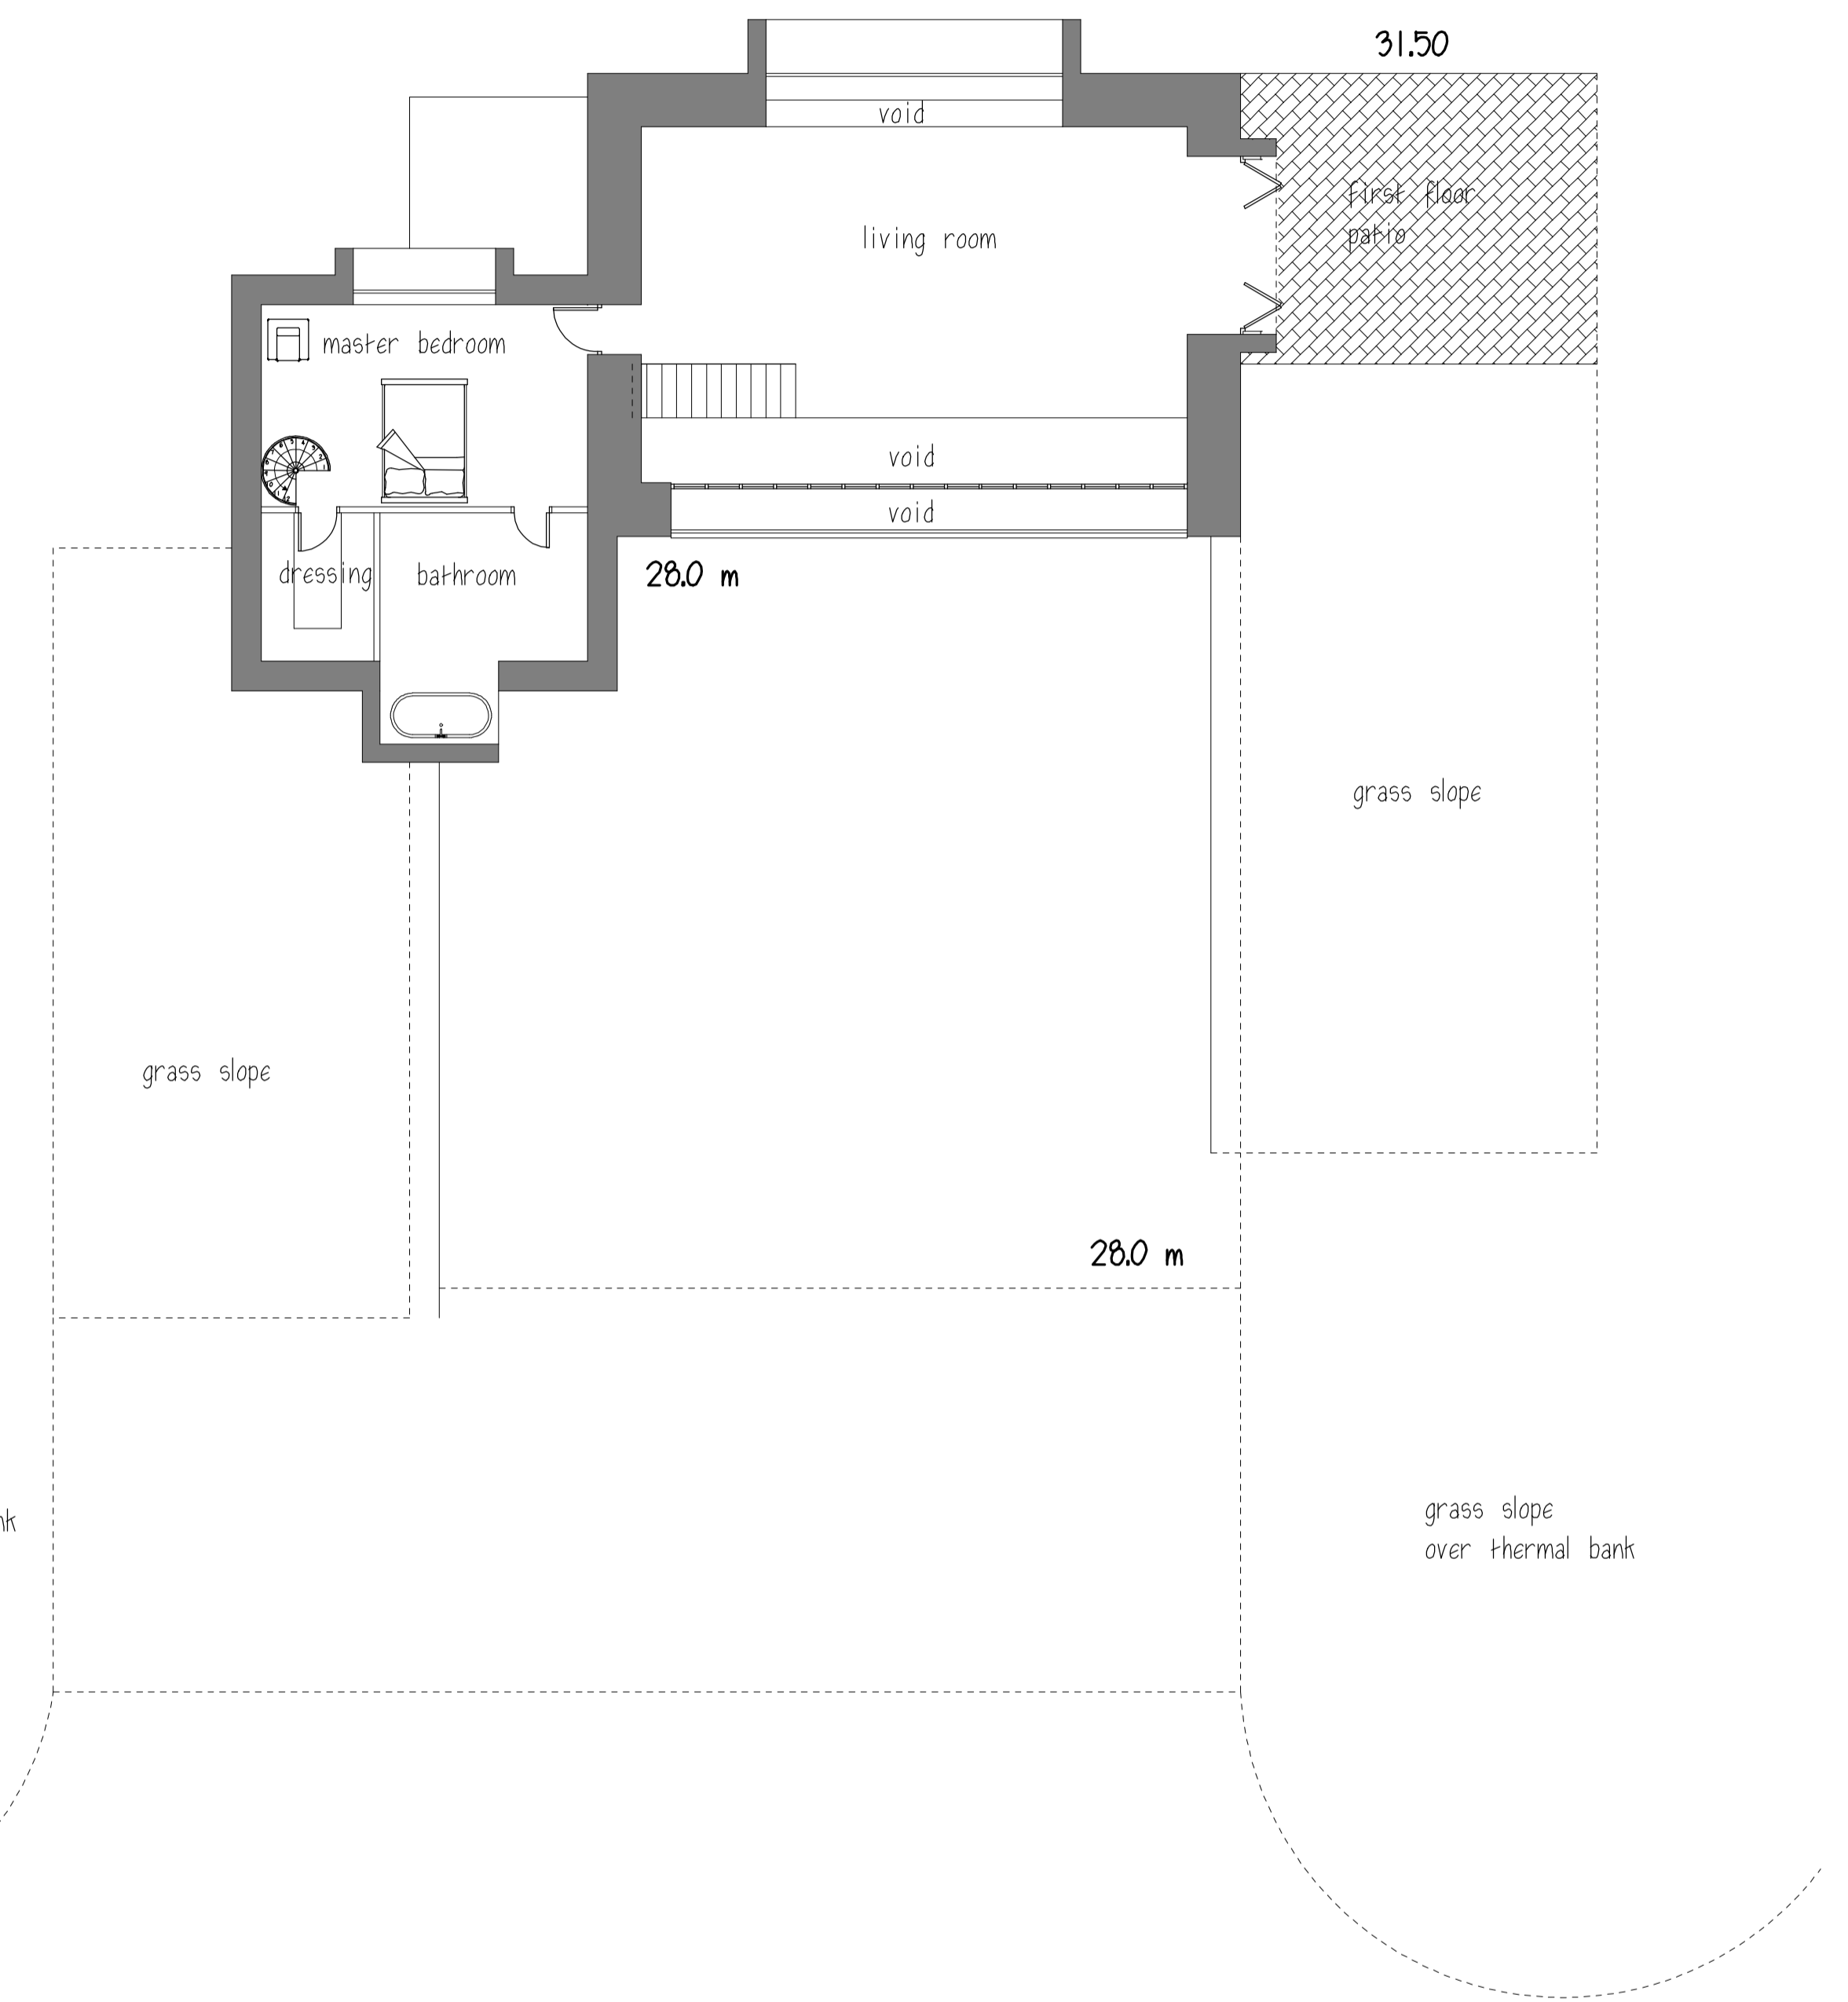 31.50
void
first floor
patio
living room
master bedroom
void
void
dressing
bathroom
28.0 m
grass slope
grass slope
28.0 m
grass slope
over thermal bank
nk